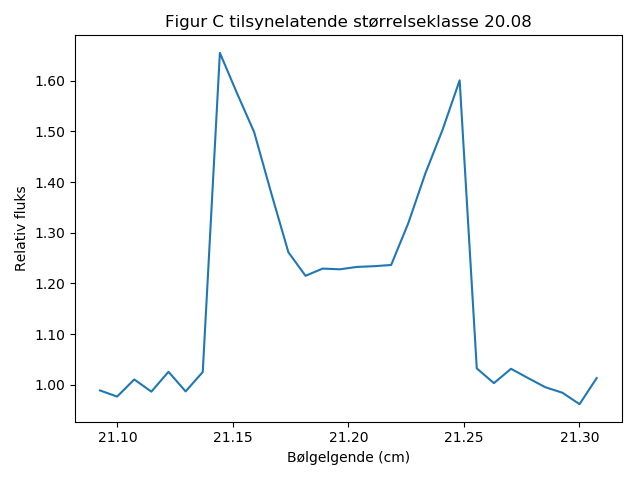 Figur C tilsynelatende størrelseklasse 20.08
Relativ fluks
1.60
1.50
1.40
1.30
1.20
1.10
1.00
21.10 21.15 21.20 21.25 21.30
Bølgelgende (cm)